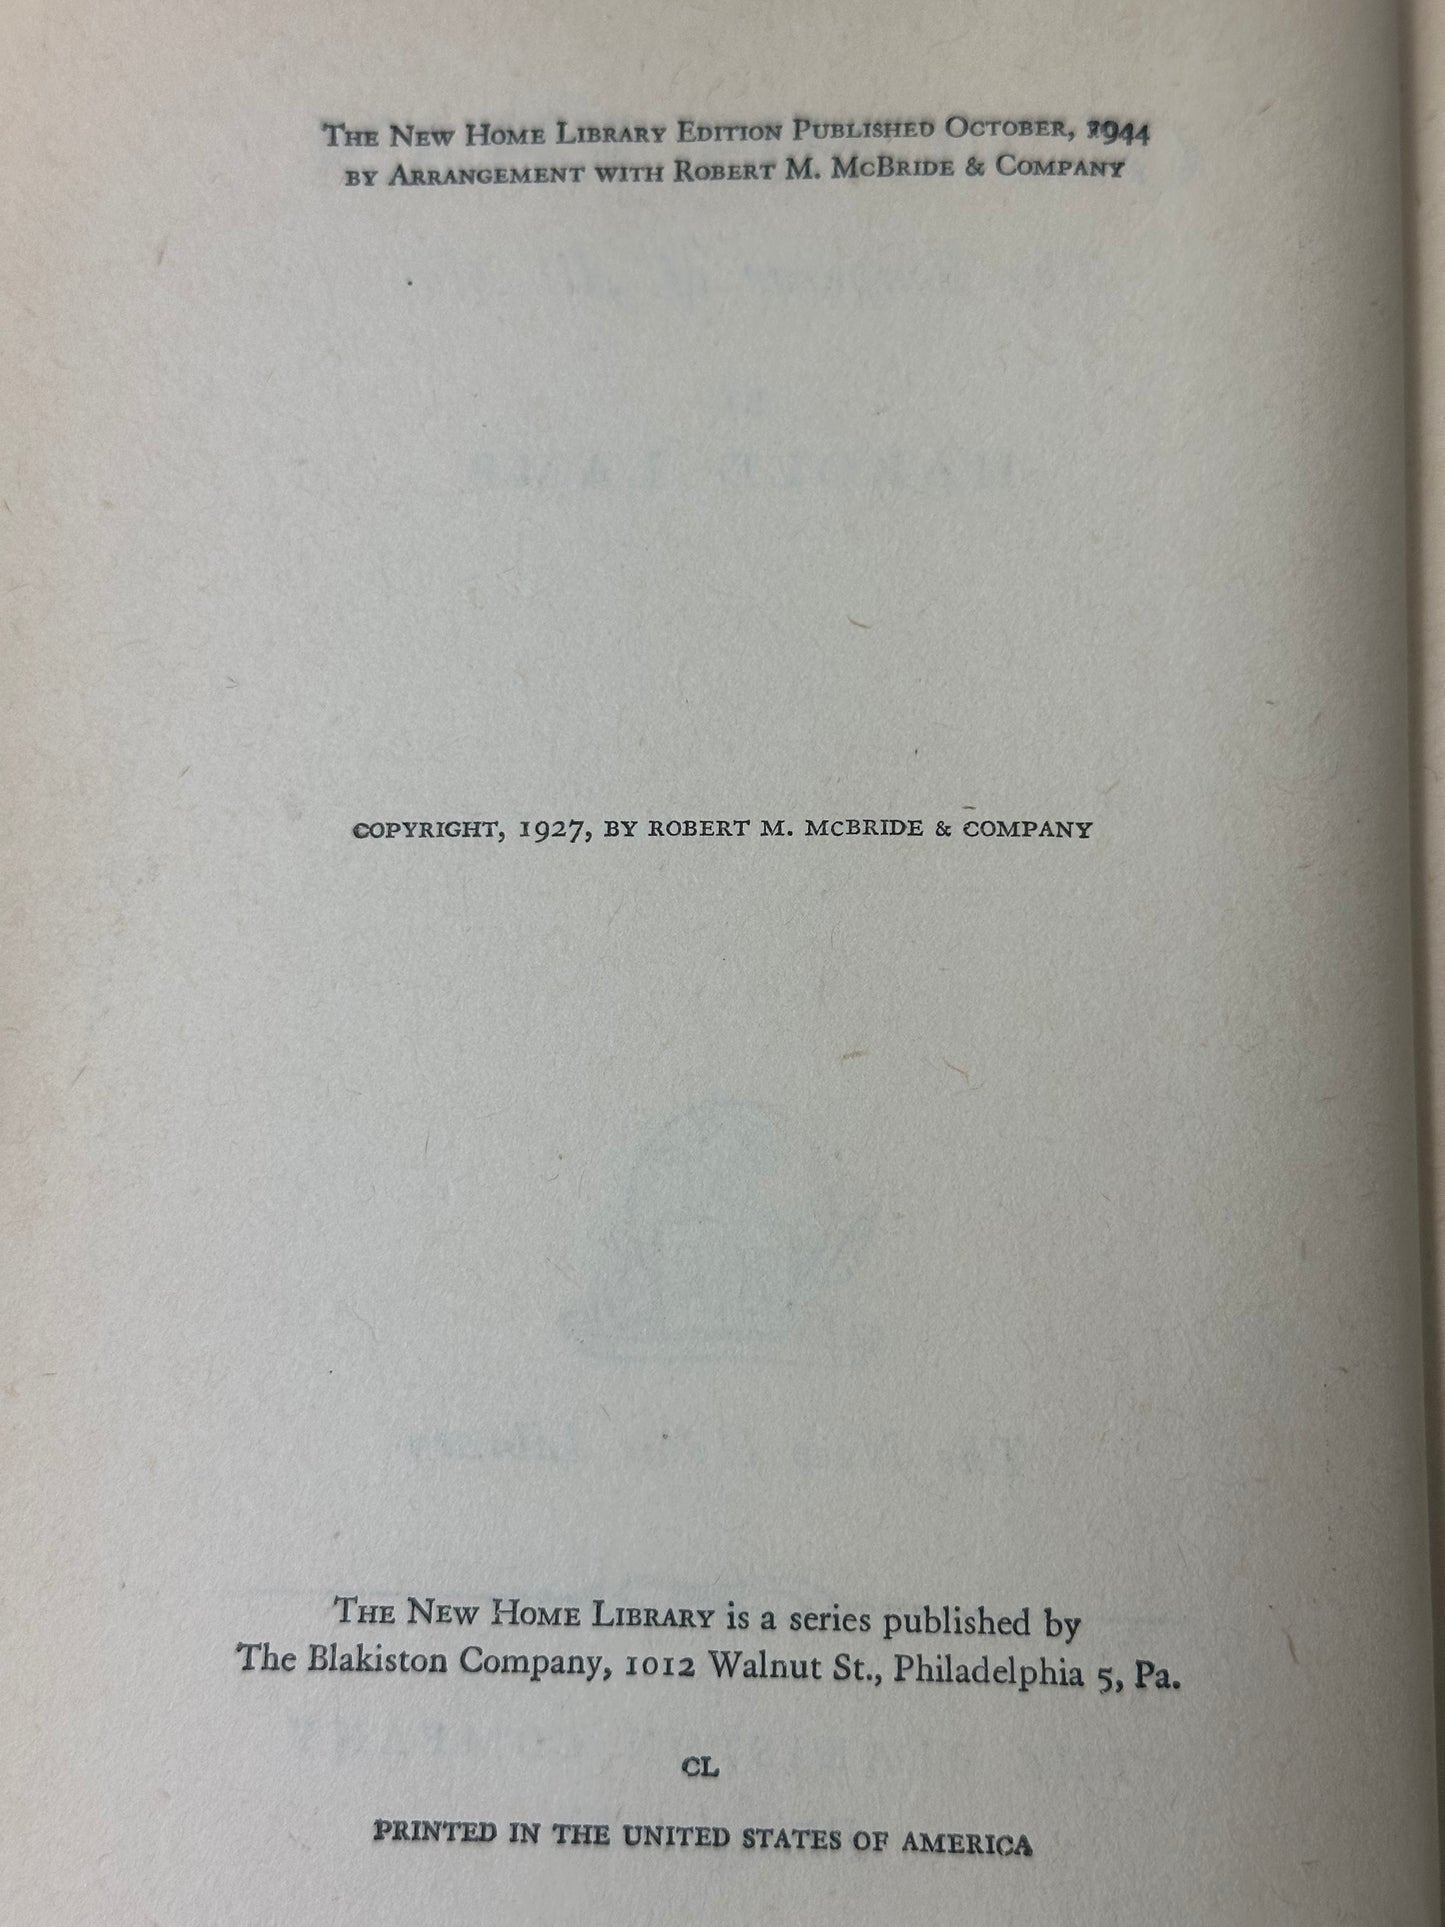 The New Home Library Edition Published October, 1944
by Arrangement with Robert M. McBride & Company
COPYRIGHT, 1927, BY ROBERT M. McBRIDE & COMPANY
The New Home Library is a series published by
The Blakiston Company, 1012 Walnut St., Philadelphia 5, Pa.
CL
PRINTED IN THE UNITED STATES OF AMERICA